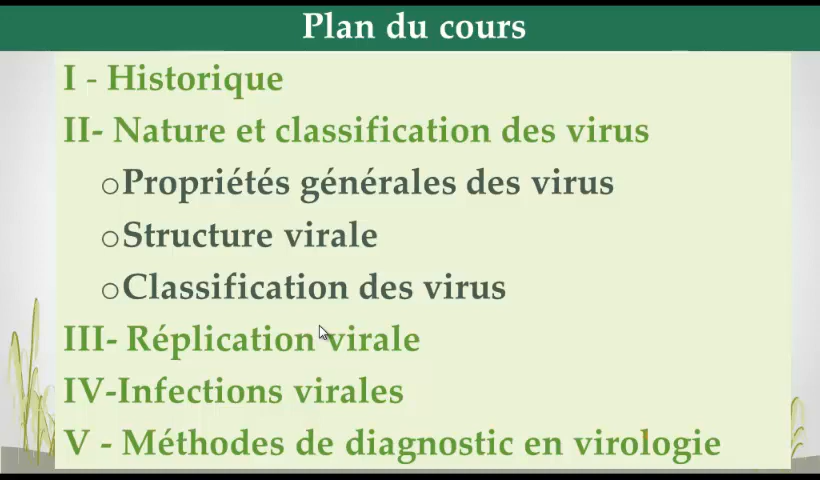 Plan du cours
I - Historique
II- Nature et classification des virus
oPropriétés générales des virus
oStructure virale
oClassification des virus
III- Réplication virale
IV-Infections virales
V - Méthodes de diagnostic en virologie